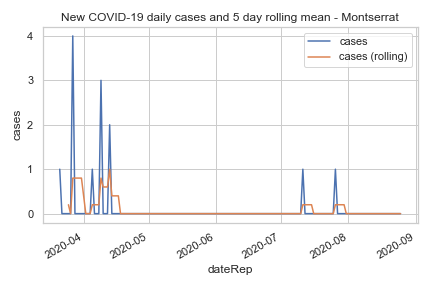 New COVID-19 daily cases and 5 day rolling mean - Montserrat
cases
cases (rolling)
4
3
2
1
0
cases
2020-04
2020-05
2020-06
2020-07
2020-08
2020-09
dateRep